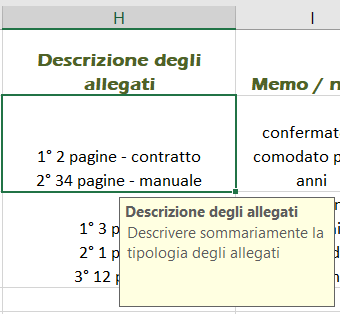 H
I
Descrizione degli
allegati
Memo / n
confermat
1° 2 pagine - contratto
comodato p
2° 34 pagine - manuale
anni
Descrizione degli allegati
1° 3 p
Descrivere sommariamente la
2° 1 p
tipologia degli allegati
3° 12 p